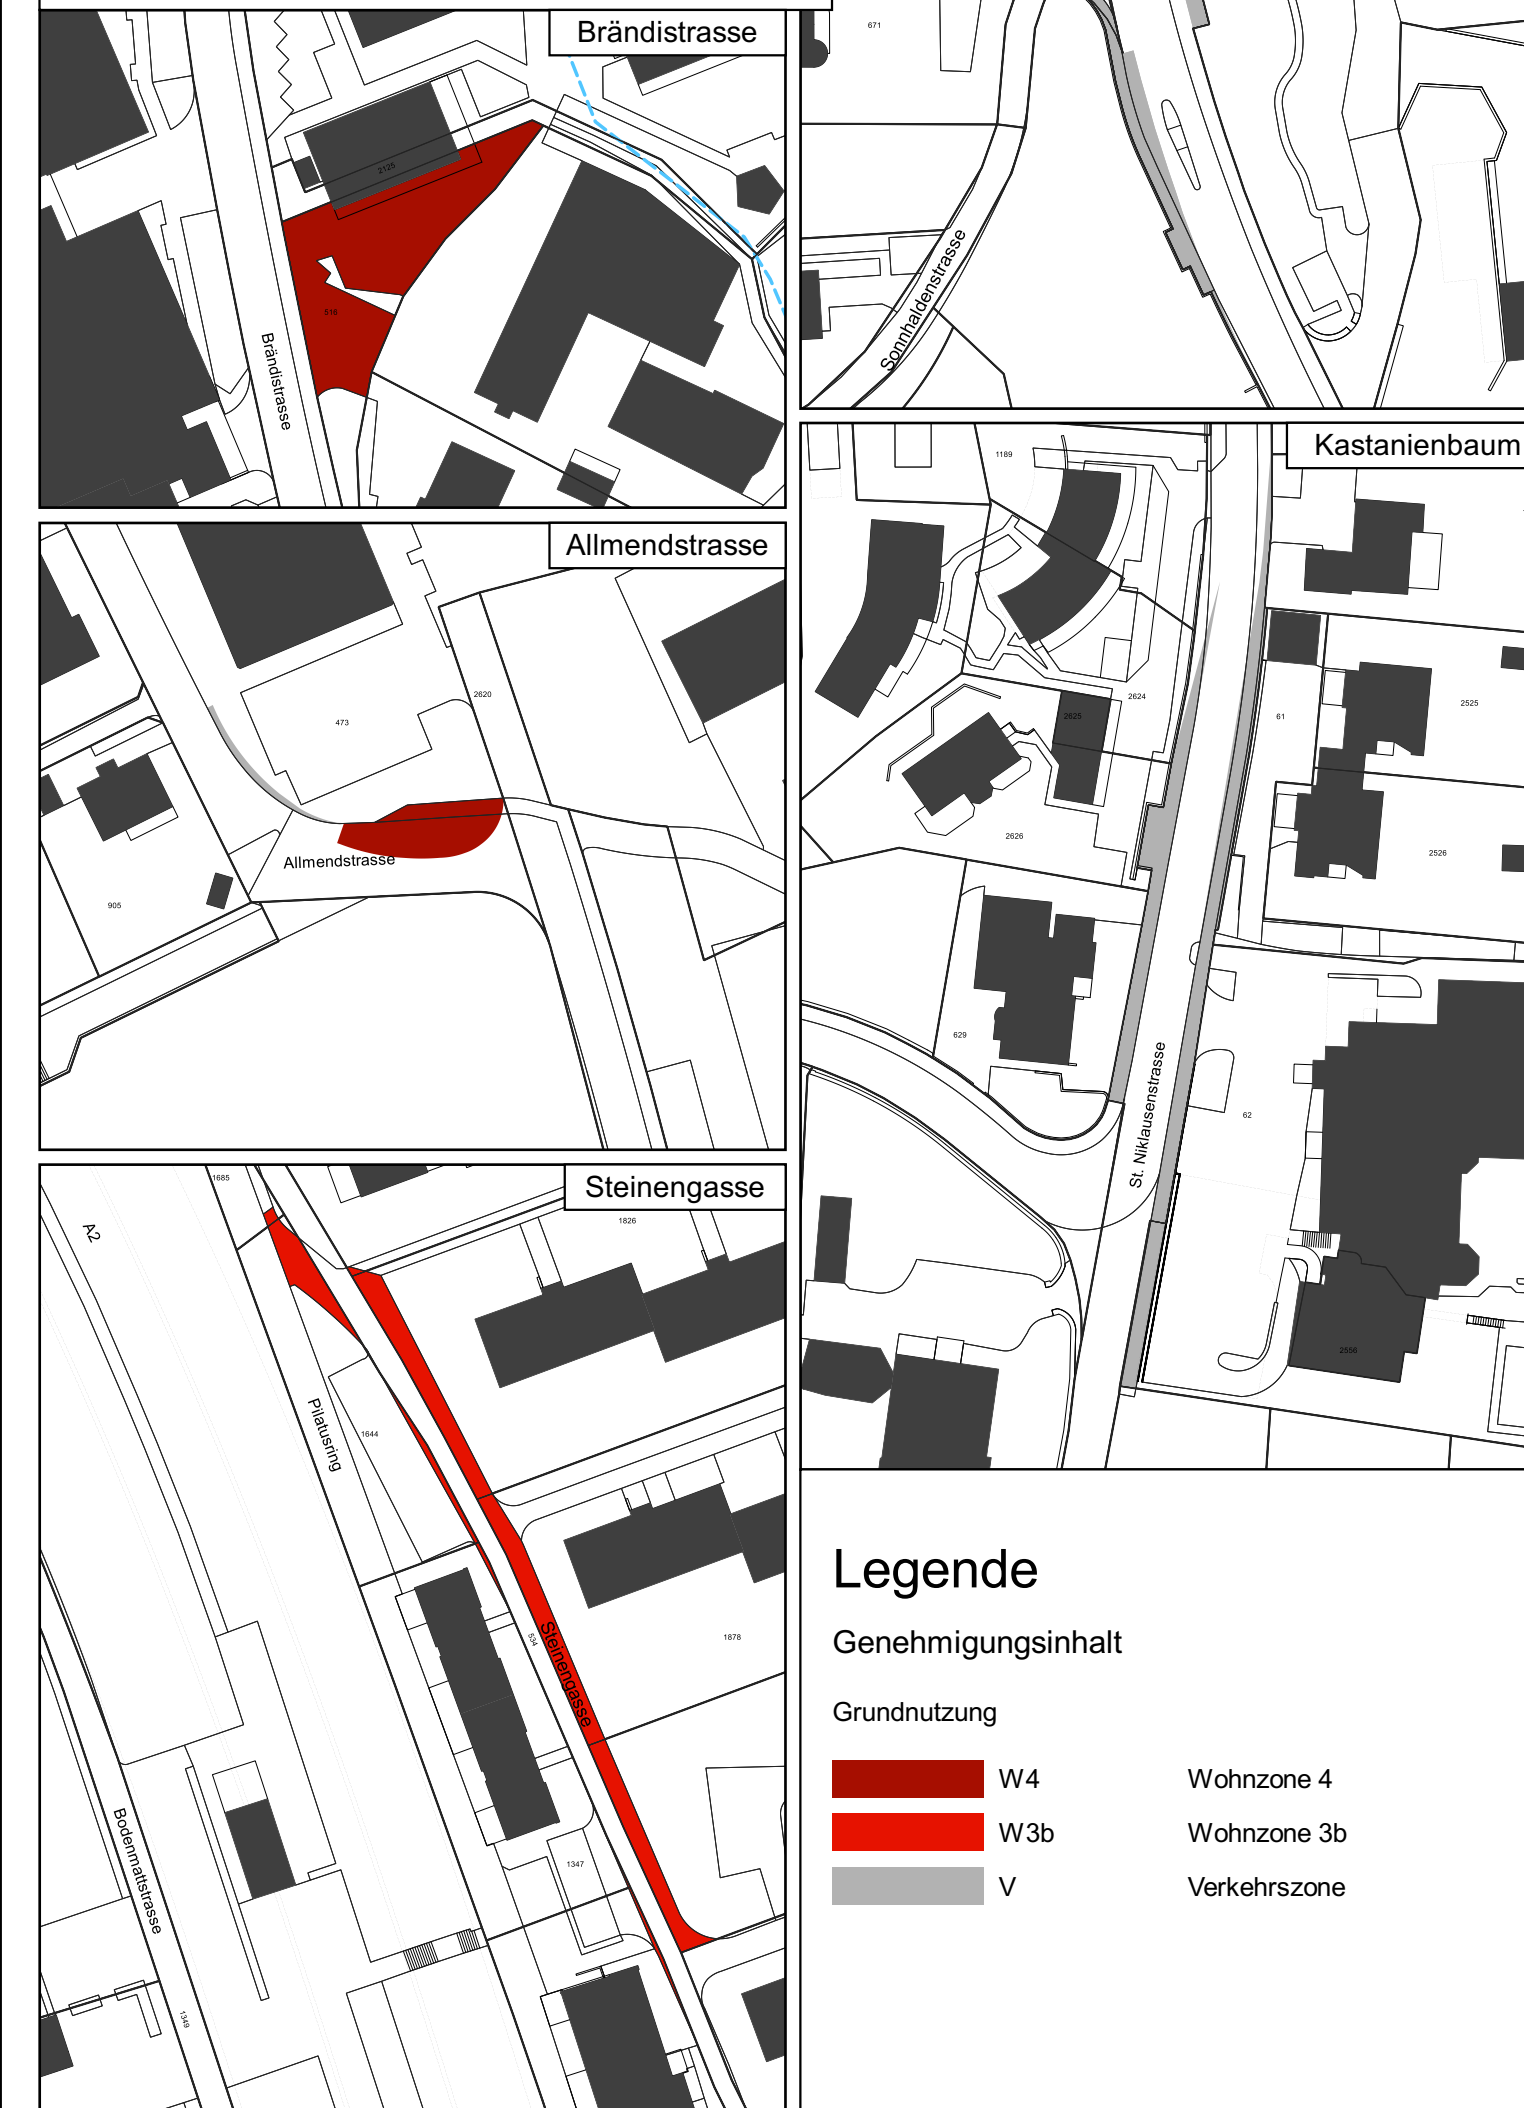 Brändistrasse
2125
516
Brändistrasse
671
Sonnhaldenstrasse
Allmendstrasse
2620
473
Allmendstrasse
905
Kastanienbaum
1189
2624
2625
61
2525
2626
2526
629
St. Niklausenstrasse
62
2556
Steinengasse
1685
A2
1826
Pilatusring
1644
534
Steinengasse
1878
Bodenmattstrasse
1347
1349
Legende
Genehmigungsinhalt
Grundnutzung
W4 Wohnzone 4
W3b Wohnzone 3b
V Verkehrszone